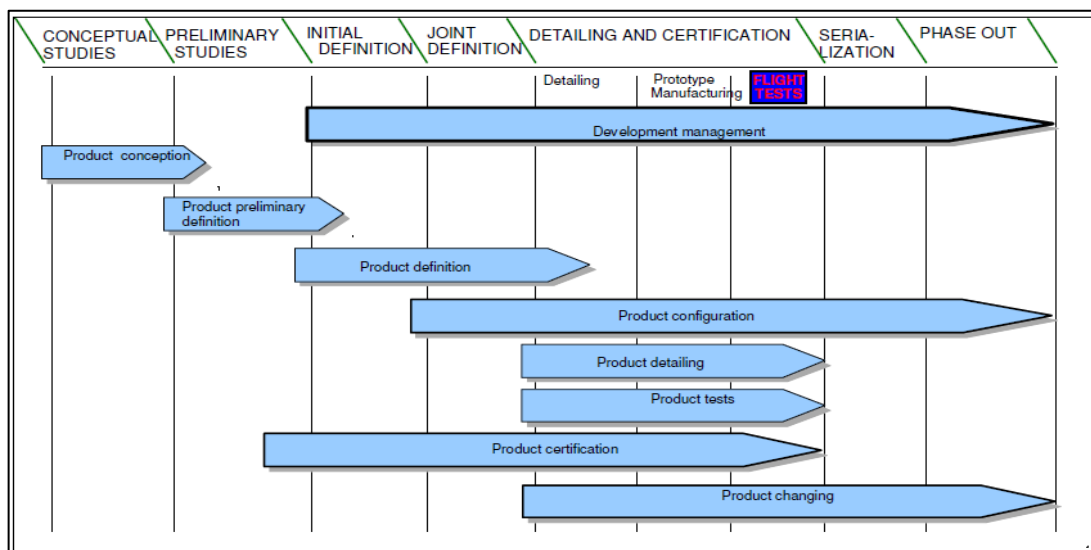 CONCEPTUAL
STUDIES
PRELIMINARY
STUDIES
INITIAL
DEFINITION
JOINT
DEFINITION
DETAILING AND CERTIFICATION
SERIA-
LIZATION
PHASE OUT
Detailing
Prototype
Manufacturing
FLIGHT
TESTS
Development management
Product conception
Product preliminary
definition
Product definition
Product configuration
Product detailing
Product tests
Product certification
Product changing